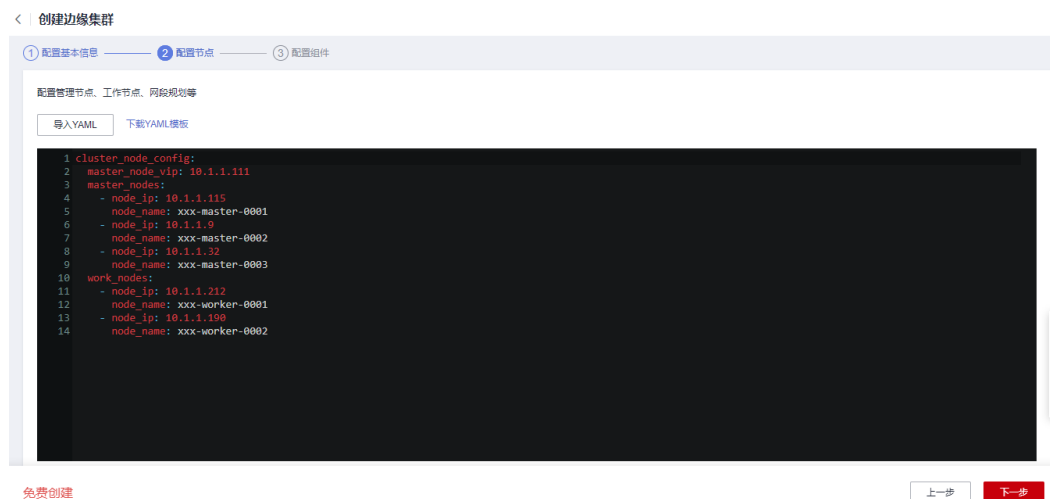 < 创建边缘集群
1 配置基本信息 2 配置节点 3 配置组件
配置管理节点、工作节点、网段规划等
导入YAML 下载YAML模板
1 cluster_node_config:
2   master_node_vip: 10.1.1.111
3   master_nodes:
4     - node_ip: 10.1.1.115
5       node_name: xxx-master-0001
6     - node_ip: 10.1.1.9
7       node_name: xxx-master-0002
8     - node_ip: 10.1.1.32
9       node_name: xxx-master-0003
10   work_nodes:
11     - node_ip: 10.1.1.212
12       node_name: xxx-worker-0001
13     - node_ip: 10.1.1.190
14       node_name: xxx-worker-0002
免费创建 上一步 下一步